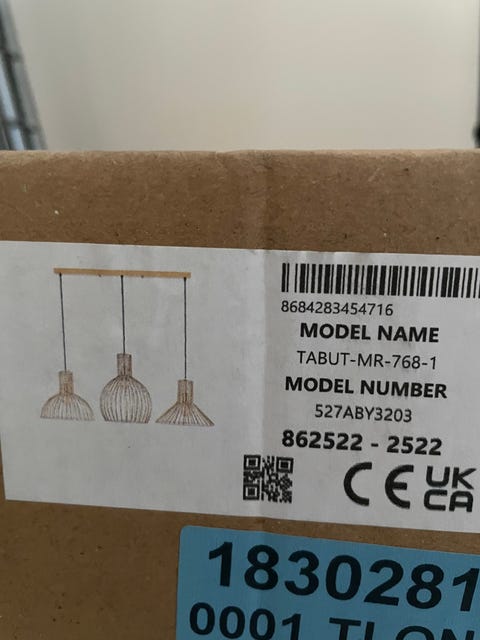 8684283454716
MODEL NAME
TABUT-MR-768-1
MODEL NUMBER
527ABY3203
862522 - 2522
CE UK
CA
1830281
0001